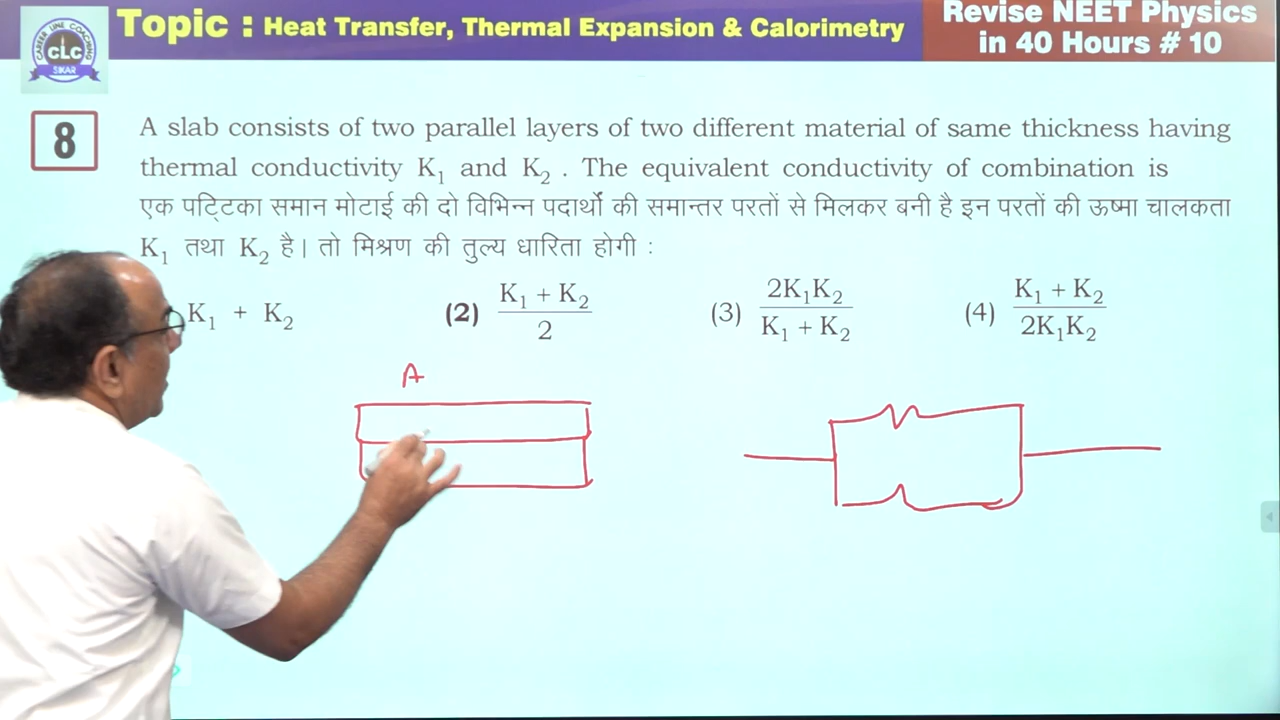 CAREER LINE COACHING
CLC
SIKAR
Topic : Heat Transfer, Thermal Expansion & Calorimetry
Revise NEET Physics
in 40 Hours # 10
8
A slab consists of two parallel layers of two different material of same thickness having
thermal conductivity K₁ and K₂ . The equivalent conductivity of combination is
एक पट्टिका समान मोटाई की दो विभिन्न पदार्थों की समान्तर परतों से मिलकर बनी है इन परतों की ऊष्मा चालकता
K₁ तथा K₂ है। तो मिश्रण की तुल्य धारिता होगी :
K₁ + K₂
(2) K₁ + K₂ / 2
(3) 2K₁K₂ / K₁ + K₂
(4) K₁ + K₂ / 2K₁K₂
A